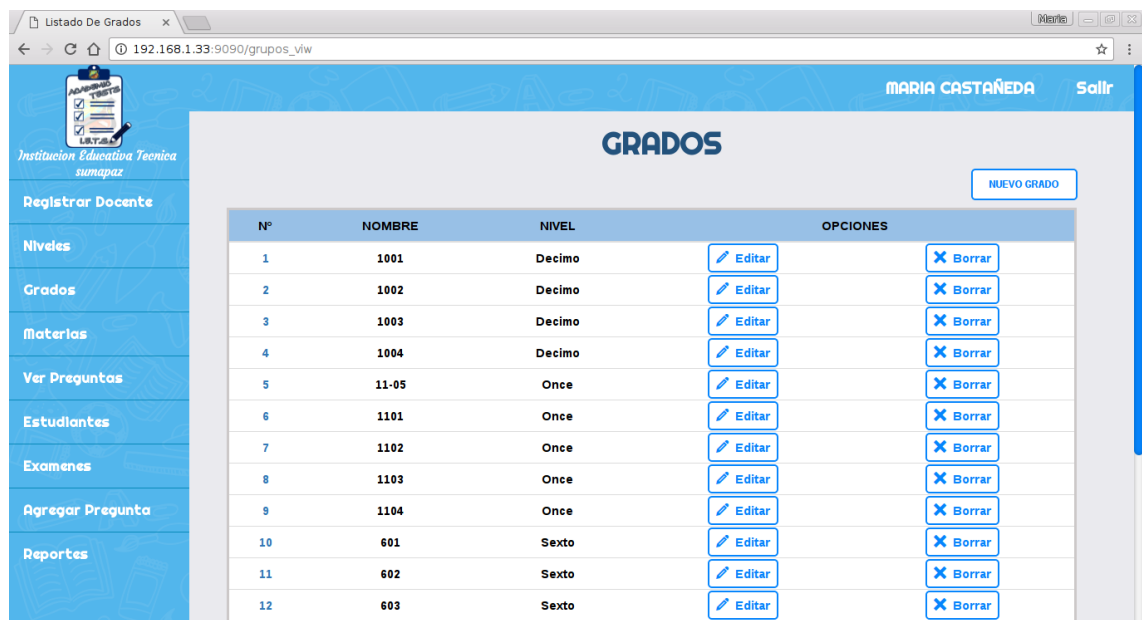 Listado De Grados
Maria
192.168.1.33:9090/grupos_viw
ACADEMIC
TESTS
I.E.T.S.
Institucion Educativa Tecnica
sumapaz
MARIA CASTAÑEDA Salir
GRADOS
NUEVO GRADO
Registrar Docente
Niveles
Grados
Materias
Ver Preguntas
Estudiantes
Examenes
Agregar Pregunta
Reportes
Nº NOMBRE NIVEL OPCIONES
1 1001 Decimo Editar Borrar
2 1002 Decimo Editar Borrar
3 1003 Decimo Editar Borrar
4 1004 Decimo Editar Borrar
5 11-05 Once Editar Borrar
6 1101 Once Editar Borrar
7 1102 Once Editar Borrar
8 1103 Once Editar Borrar
9 1104 Once Editar Borrar
10 601 Sexto Editar Borrar
11 602 Sexto Editar Borrar
12 603 Sexto Editar Borrar